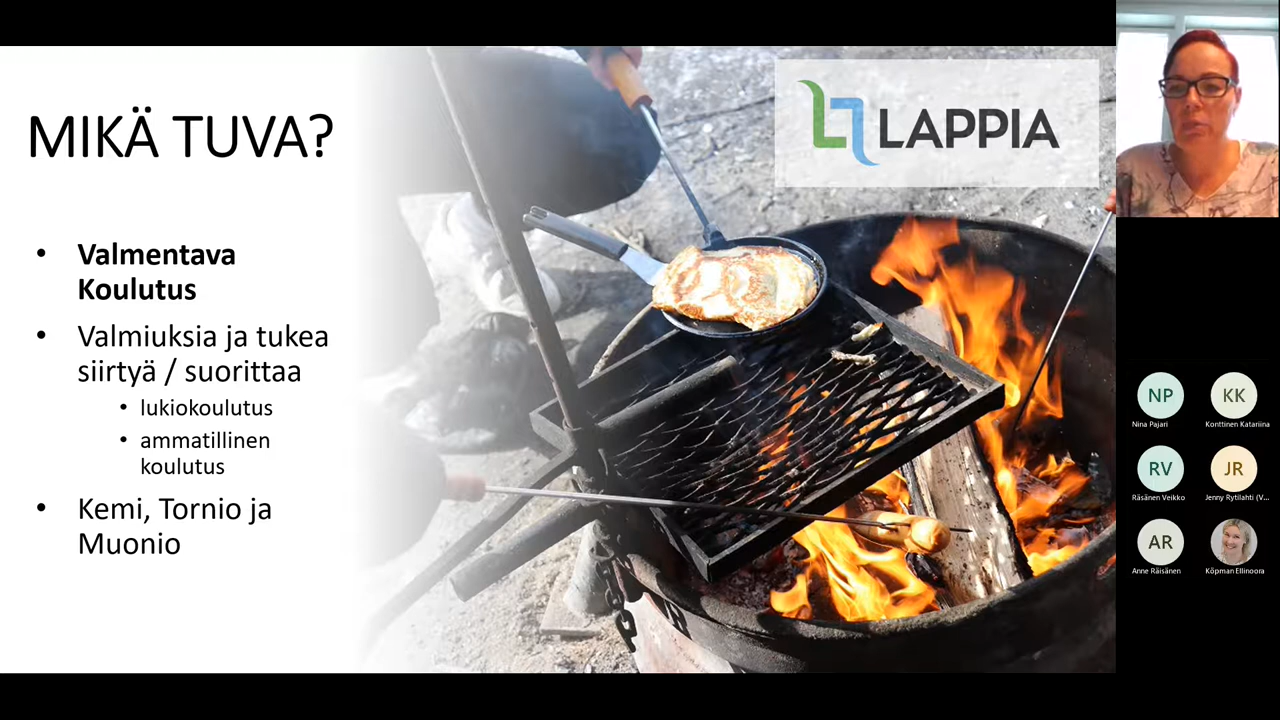 MIKÄ TUVA?
• Valmentava
Koulutus
• Valmiuksia ja tukea
siirtyä / suorittaa
• lukiokoulutus
• ammatillinen
koulutus
• Kemi, Tornio ja
Muonio
LAPPIA
NP
Nina Pajari
KK
Konttinen Katariina
RV
Räsänen Veikko
JR
Jenny Rytilahti (V...
AR
Anne Räisänen
Köpman Ellinoora